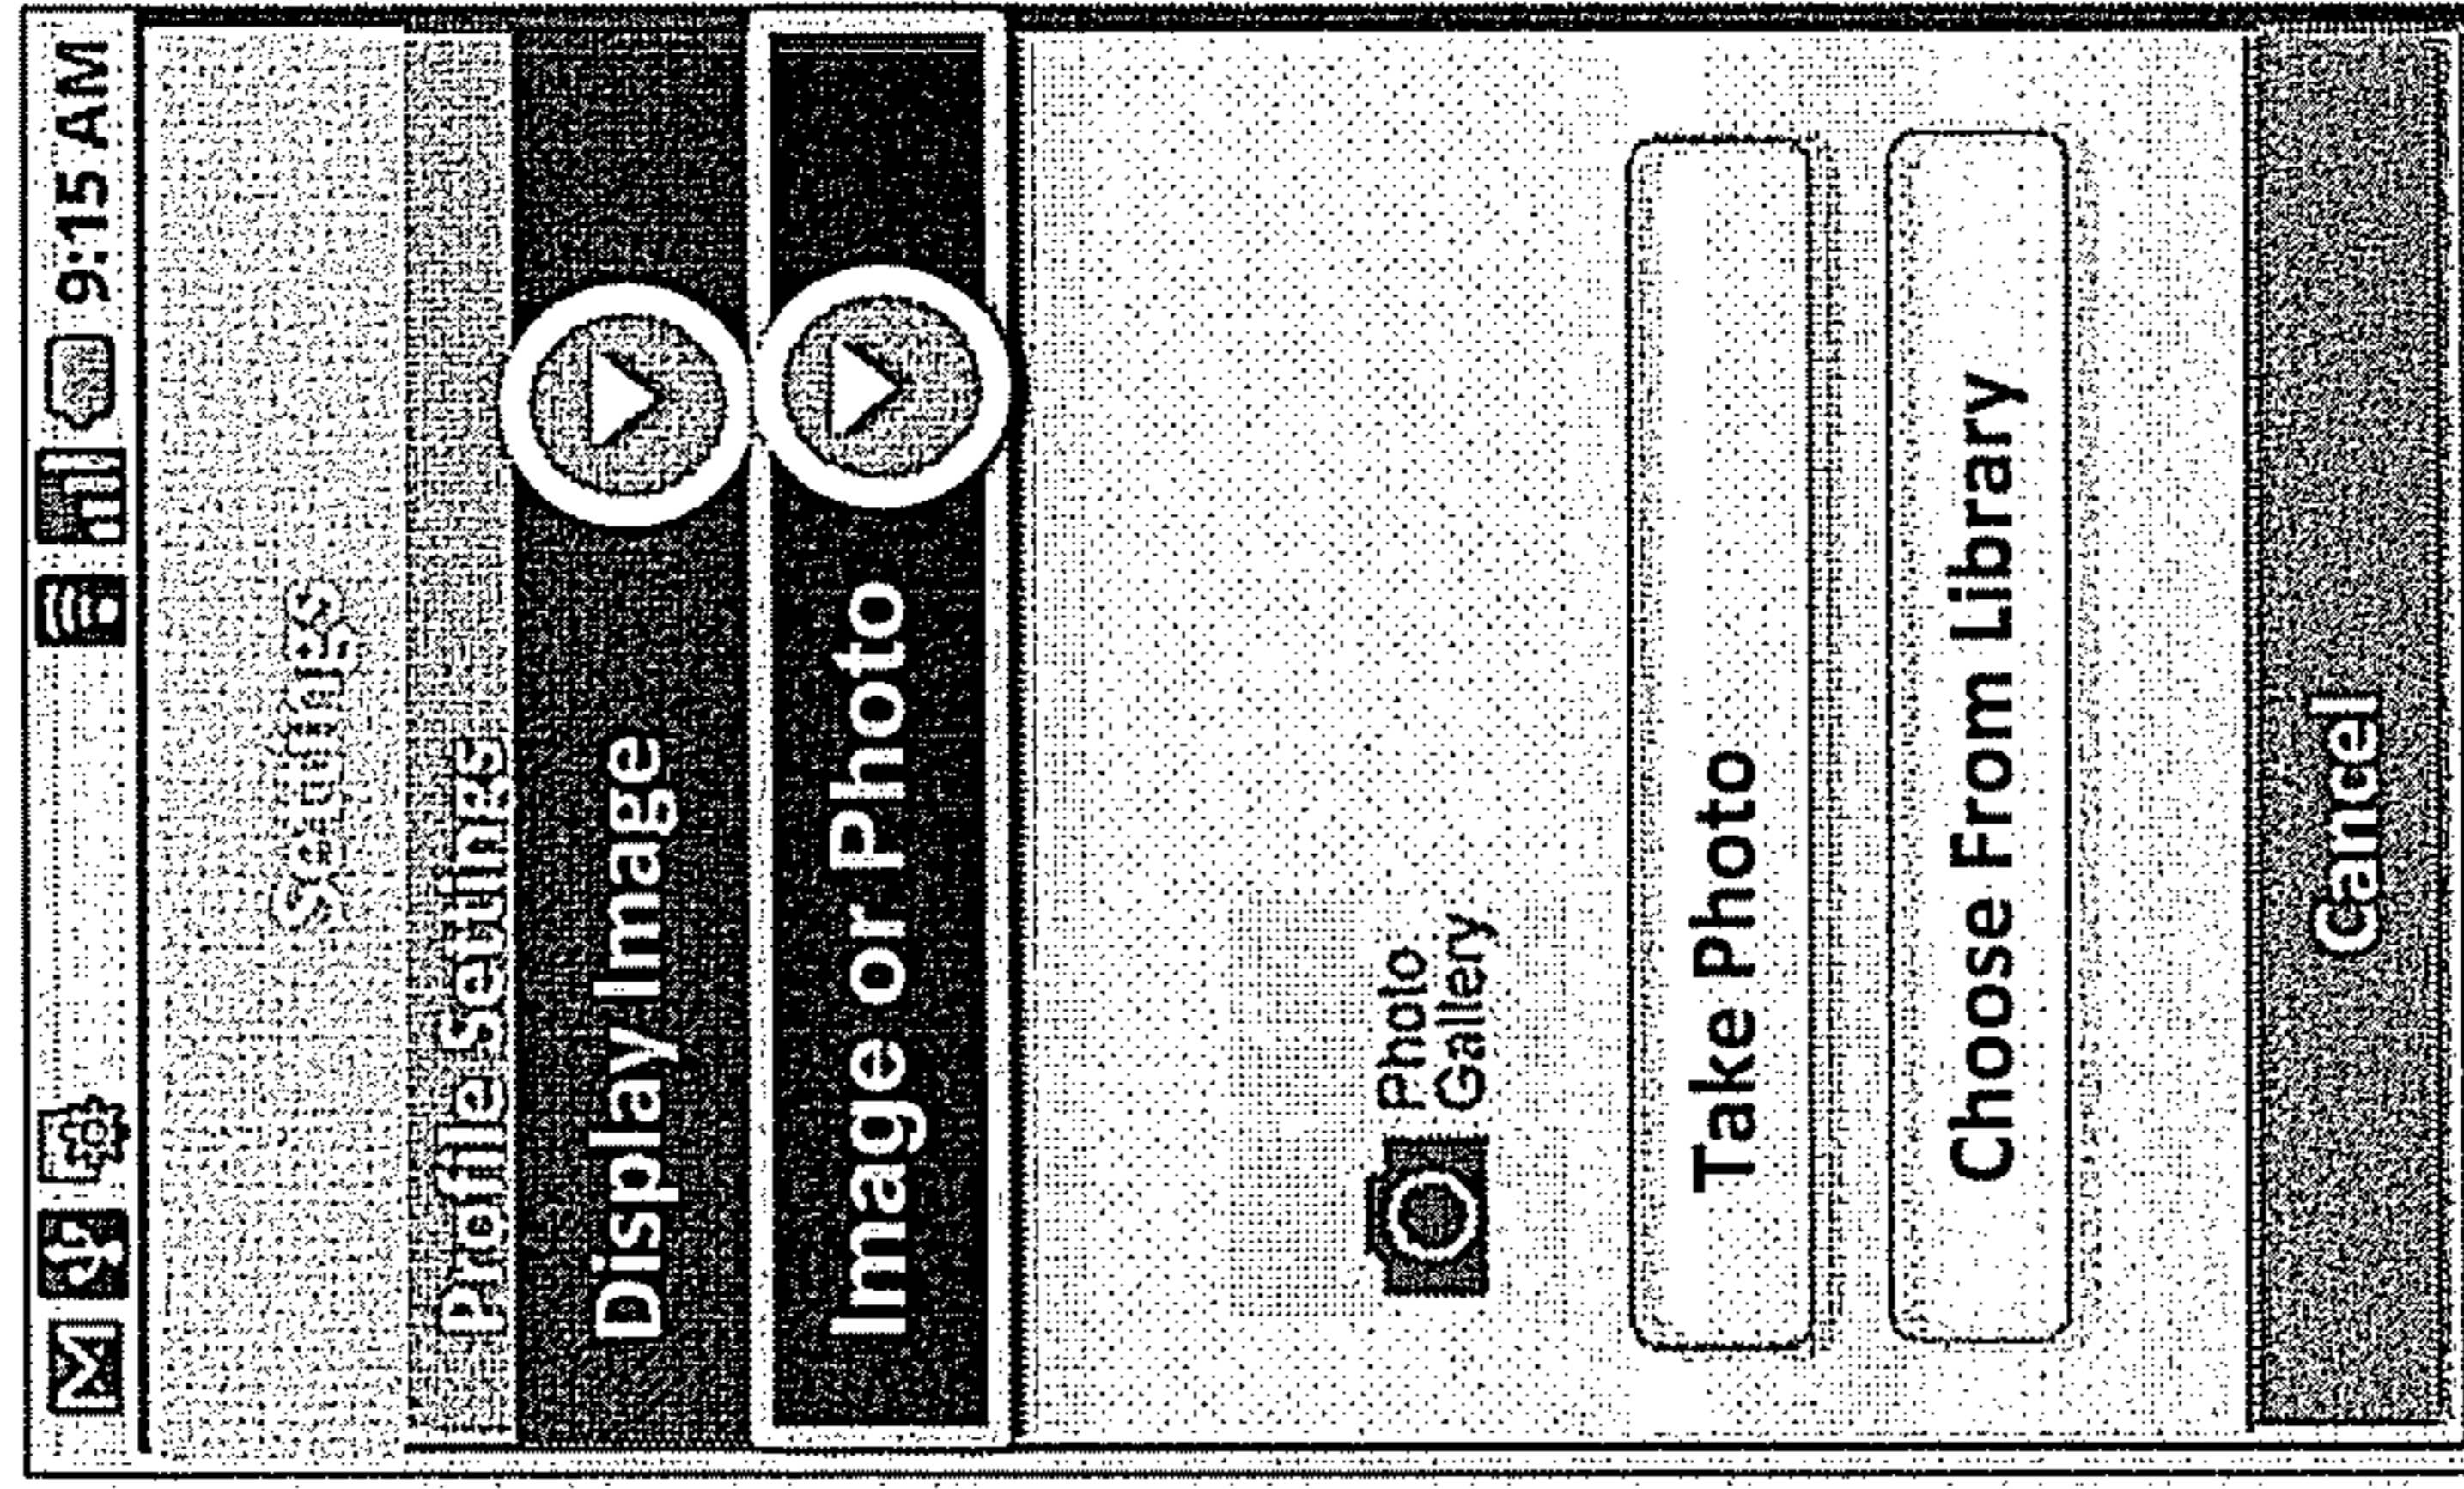 9:15 AM
Settings
Profile Settings
Display Image
Image or Photo
Photo
Gallery
Take Photo
Choose From Library
Cancel